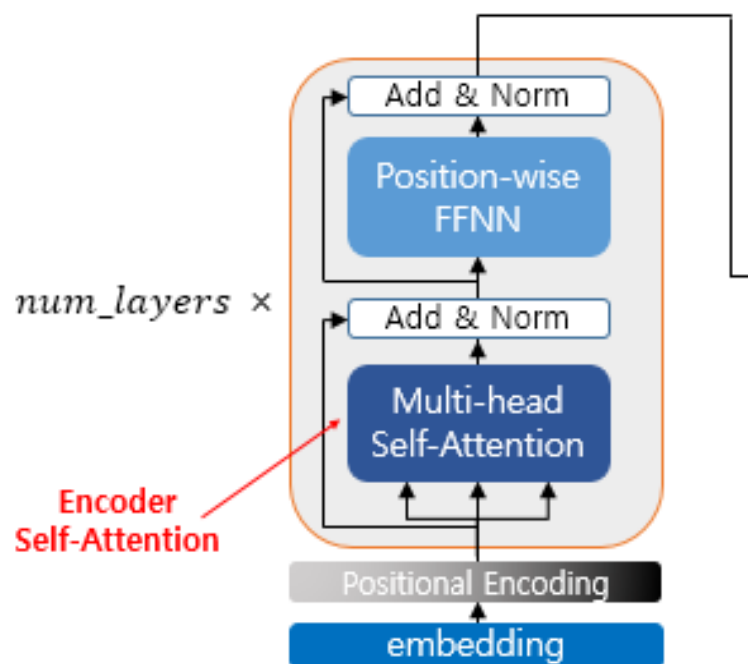 Add & Norm
Position-wise
FFNN
num_layers ×
Add & Norm
Multi-head
Self-Attention
Encoder
Self-Attention
Positional Encoding
embedding